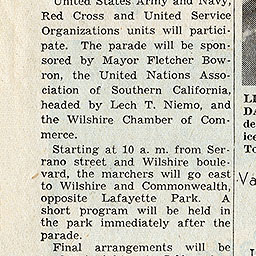 United States Army and Navy,
Red Cross and United Service
Organizations units will partici-
pate. The parade will be spon-
sored by Mayor Fletcher Bow-
ron, the United Nations Asso-
ciation of Southern California,
headed by Lech T. Niemo, and
the Wilshire Chamber of Com-
merce.
Starting at 10 a. m. from Ser-
rano street and Wilshire boule-
vard, the marchers will go east
to Wilshire and Commonwealth,
opposite Lafayette Park. A
short program will be held in
the park immediately after the
parade.
Final arrangements will be